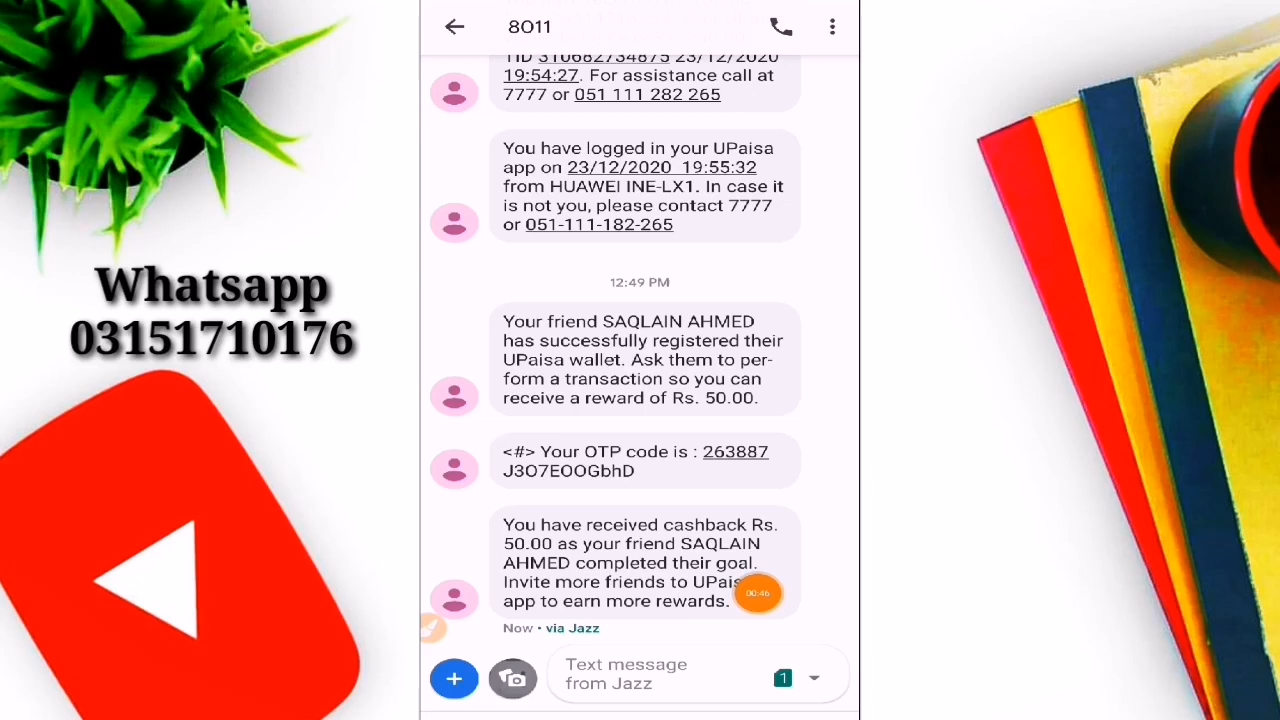 8011
TID 310682734875 23/12/2020
19:54:27. For assistance call at
7777 or 051 111 282 265
You have logged in your UPaisa
app on 23/12/2020 19:55:32
from HUAWEI INE-LX1. In case it
is not you, please contact 7777
or 051-111-182-265
Whatsapp
03151710176
12:49 PM
Your friend SAQLAIN AHMED
has successfully registered their
UPaisa wallet. Ask them to per-
form a transaction so you can
receive a reward of Rs. 50.00.
<#> Your OTP code is : 263887
J3O7EOOGbhD
You have received cashback Rs.
50.00 as your friend SAQLAIN
AHMED completed their goal.
Invite more friends to UPais
app to earn more rewards.
00:46
Now • via Jazz
Text message
from Jazz
1